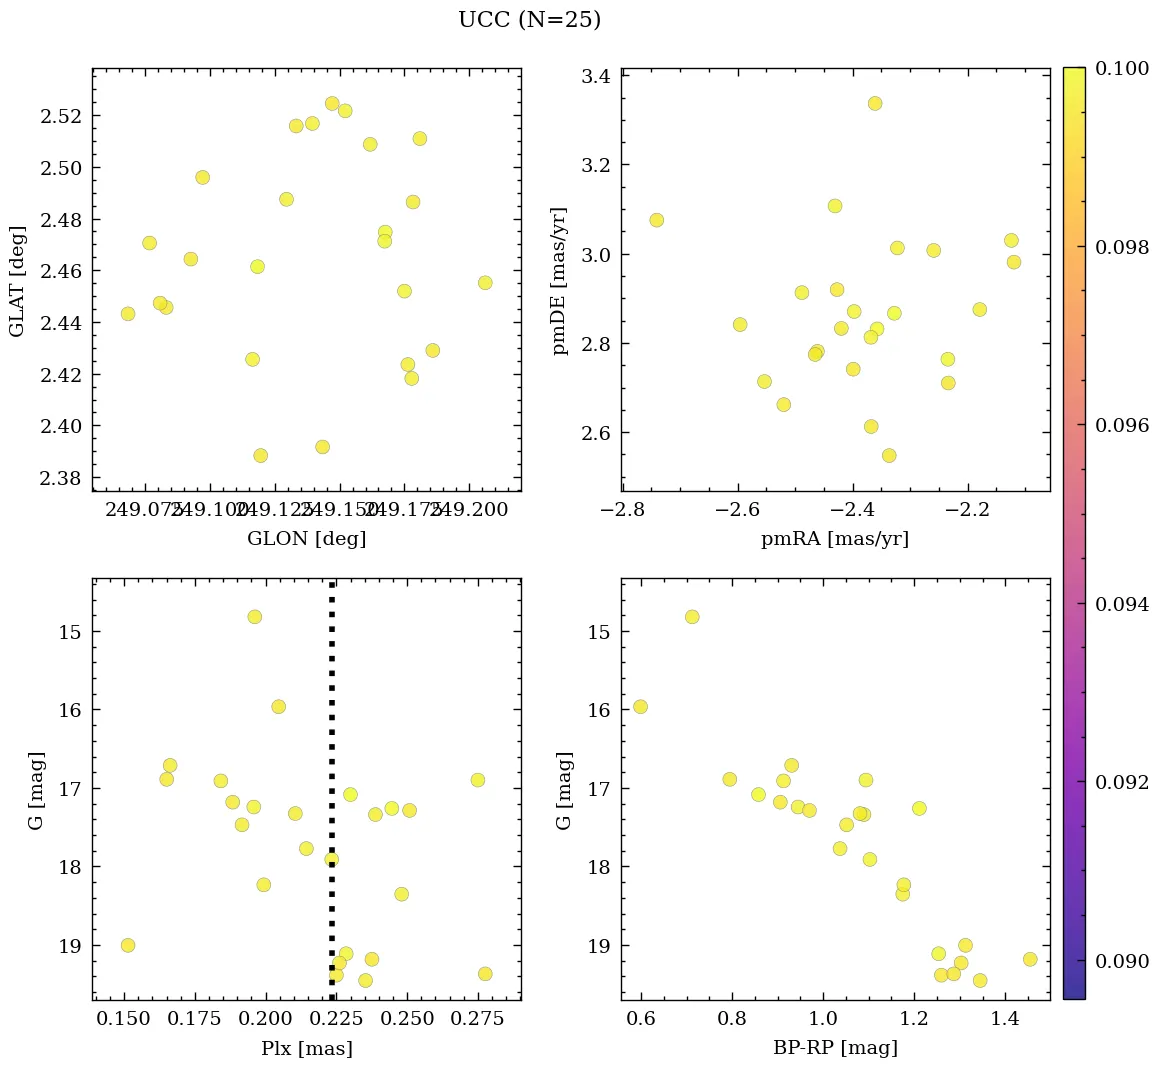 UCC (N=25)
2.52
2.50
2.48
2.46
2.44
2.42
2.40
2.38
GLAT [deg]
249.075 249.100 249.125 249.150 249.175 249.200
GLON [deg]
3.4
3.2
3.0
2.8
2.6
pmDE [mas/yr]
−2.8 −2.6 −2.4 −2.2
pmRA [mas/yr]
15
16
17
18
19
G [mag]
0.150 0.175 0.200 0.225 0.250 0.275
Plx [mas]
15
16
17
18
19
G [mag]
0.6 0.8 1.0 1.2 1.4
BP-RP [mag]
0.100
0.098
0.096
0.094
0.092
0.090